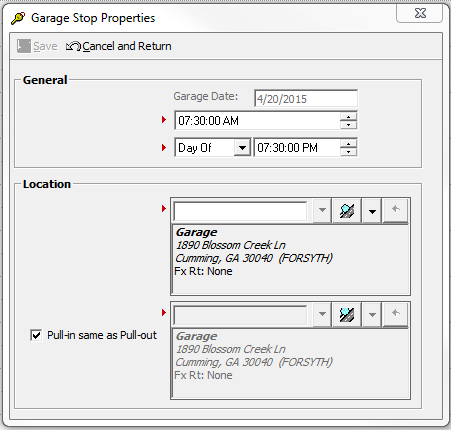 Garage Stop Properties
Save Cancel and Return
General
Garage Date: 4/20/2015
07:30:00 AM
Day Of 07:30:00 PM
Location
Garage
1890 Blossom Creek Ln
Cumming, GA 30040 (FORSYTH)
Fx Rt: None
Pull-in same as Pull-out
Garage
1890 Blossom Creek Ln
Cumming, GA 30040 (FORSYTH)
Fx Rt: None